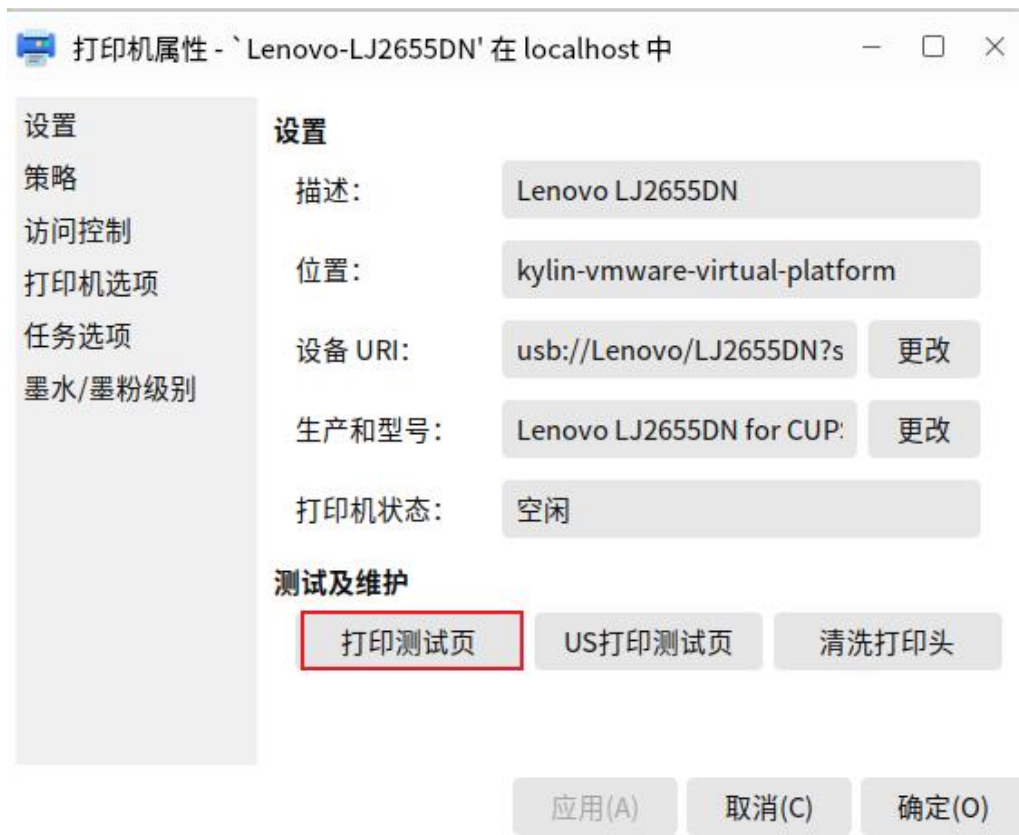 打印机属性 - `Lenovo-LJ2655DN' 在 localhost 中
设置
策略
访问控制
打印机选项
任务选项
墨水/墨粉级别
设置
描述: Lenovo LJ2655DN
位置: kylin-vmware-virtual-platform
设备 URI: usb://Lenovo/LJ2655DN?s 更改
生产和型号: Lenovo LJ2655DN for CUP 更改
打印机状态: 空闲
测试及维护
打印测试页 US打印测试页 清洗打印头
应用(A) 取消(C) 确定(O)